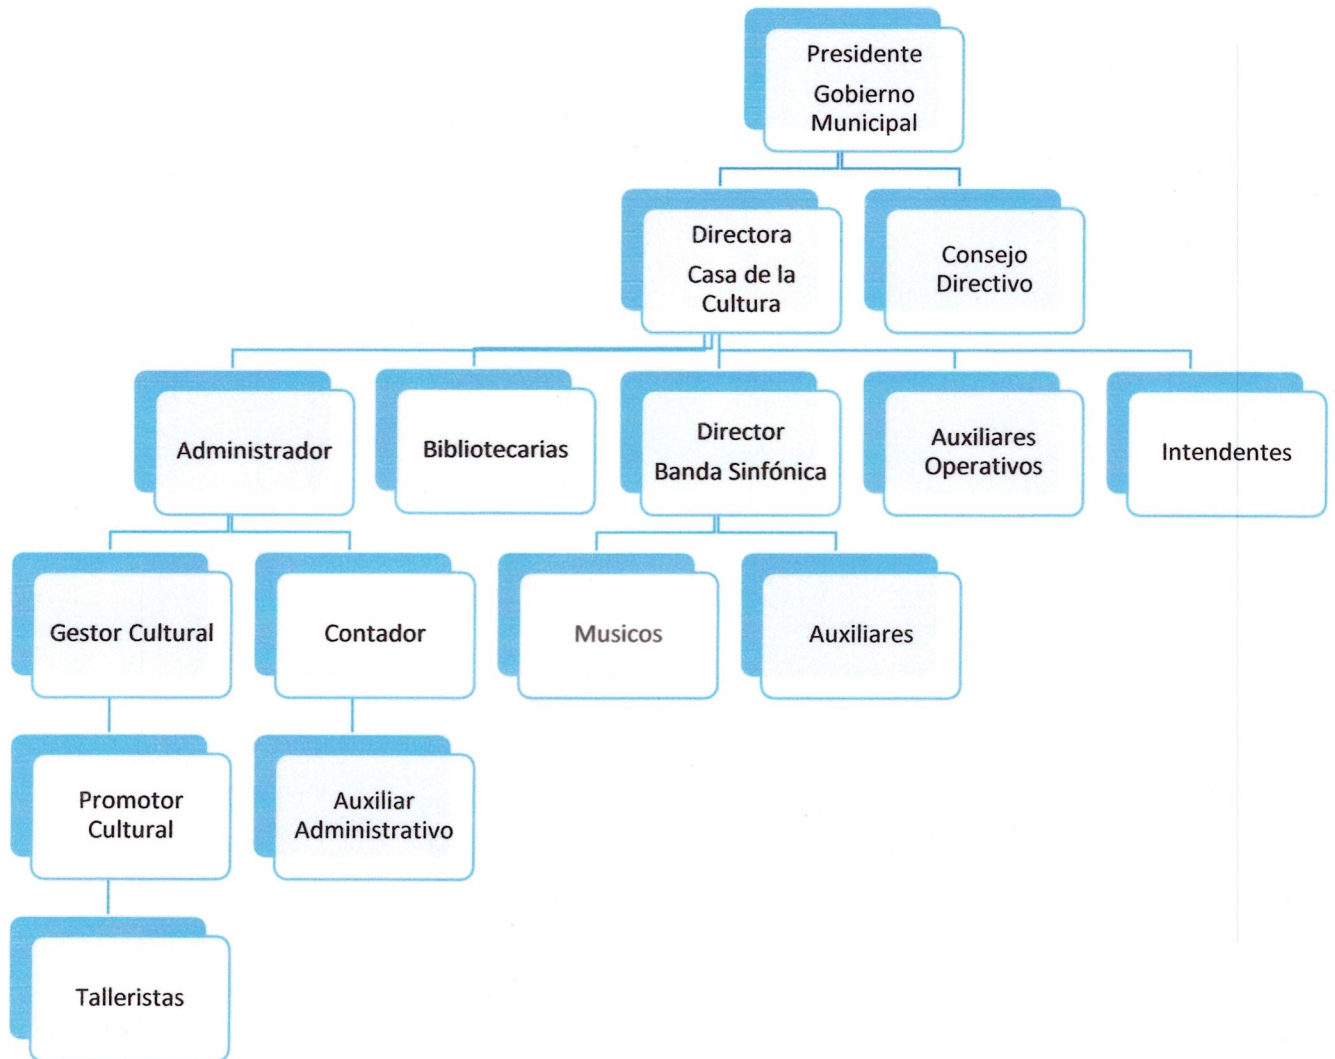 Presidente
Gobierno
Municipal
Directora
Casa de la
Cultura
Consejo
Directivo
Administrador
Bibliotecarias
Director
Banda Sinfónica
Auxiliares
Operativos
Intendentes
Gestor Cultural
Contador
Musicos
Auxiliares
Promotor
Cultural
Auxiliar
Administrativo
Talleristas